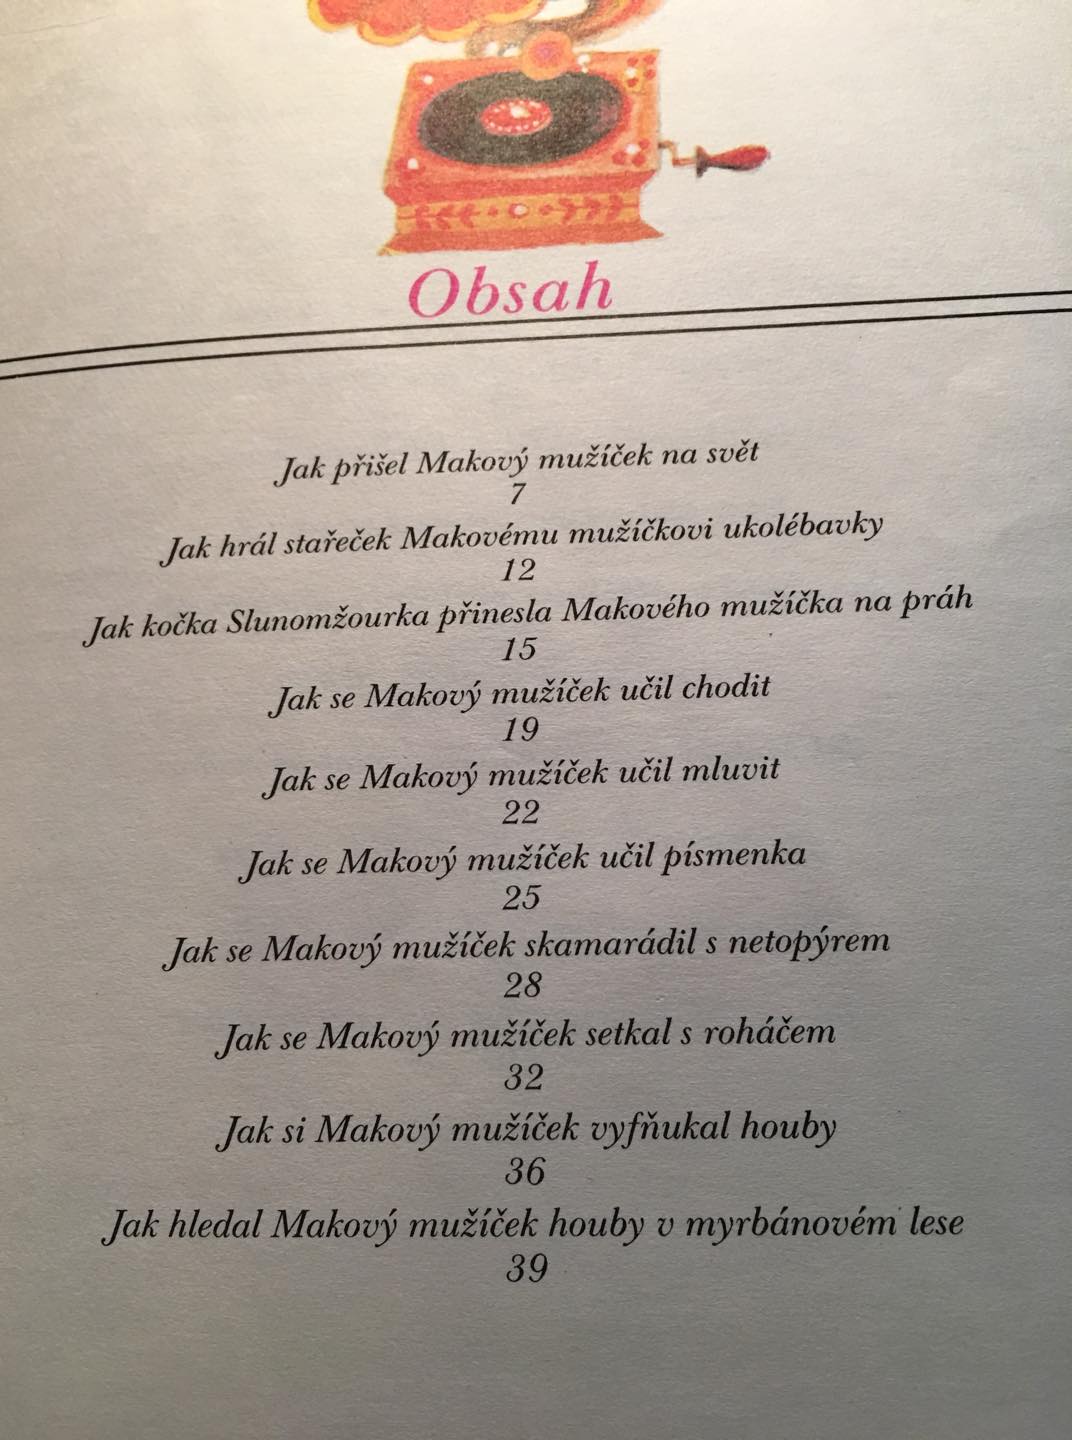 Obsah
Jak přišel Makový mužíček na svět
7
Jak hrál stařeček Makovému mužíčkovi ukolébavky
12
Jak kočka Slunomžourka přinesla Makového mužíčka na práh
15
Jak se Makový mužíček učil chodit
19
Jak se Makový mužíček učil mluvit
22
Jak se Makový mužíček učil písmenka
25
Jak se Makový mužíček skamarádil s netopýrem
28
Jak se Makový mužíček setkal s roháčem
32
Jak si Makový mužíček vyfňukal houby
36
Jak hledal Makový mužíček houby v myrbánovém lese
39